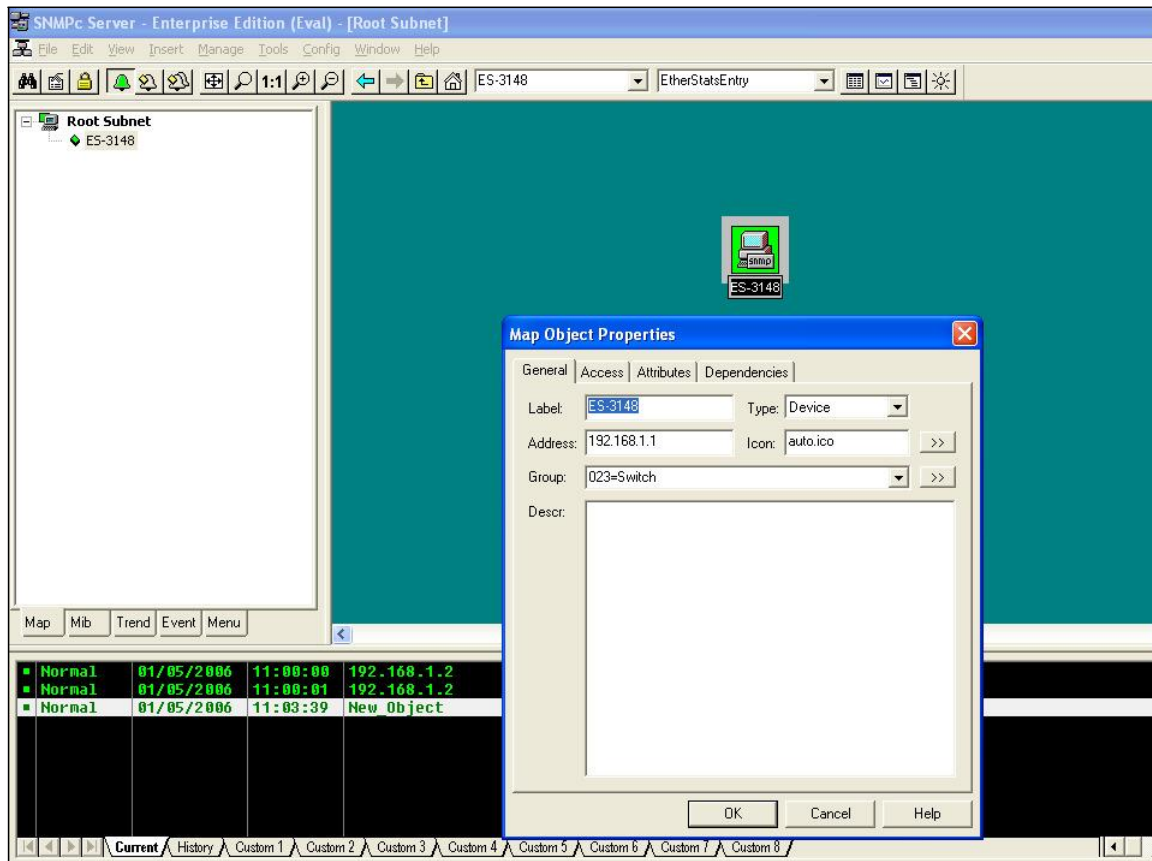 SNMPc Server - Enterprise Edition (Eval) - [Root Subnet]
File Edit View Insert Manage Tools Config Window Help
1:1 ES-3148 EtherStatsEntry
Root Subnet
ES-3148
snmp
ES-3148
Map Object Properties
General Access Attributes Dependencies
Label: ES-3148 Type: Device
Address: 192.168.1.1 Icon: auto.ico >>
Group: 023=Switch >>
Descr:
OK Cancel Help
Map Mib Trend Event Menu
Normal 01/05/2006 11:00:00 192.168.1.2
Normal 01/05/2006 11:00:01 192.168.1.2
Normal 01/05/2006 11:03:39 New_Object
Current History Custom 1 Custom 2 Custom 3 Custom 4 Custom 5 Custom 6 Custom 7 Custom 8